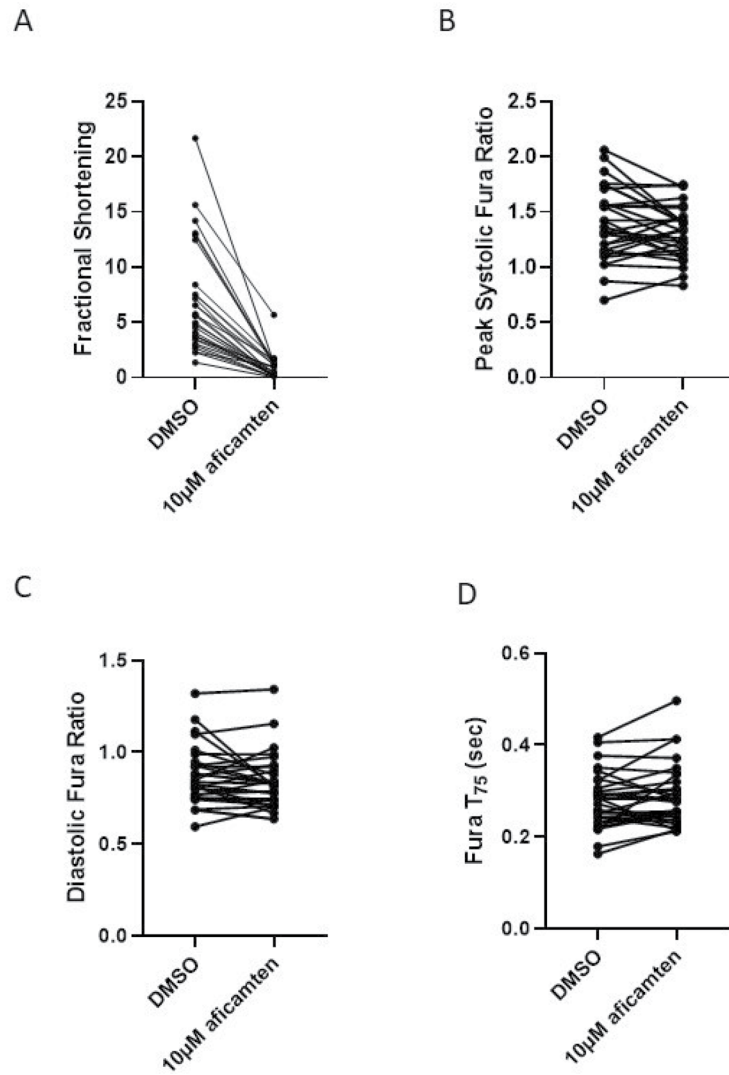 A
Fractional Shortening
25
20
15
10
5
0
DMSO
10µM aficamten
B
Peak Systolic Fura Ratio
2.5
2.0
1.5
1.0
0.5
0.0
DMSO
10µM aficamten
C
Diastolic Fura Ratio
1.5
1.0
0.5
0.0
DMSO
10µM aficamten
D
Fura T75 (sec)
0.6
0.4
0.2
0.0
DMSO
10µM aficamten